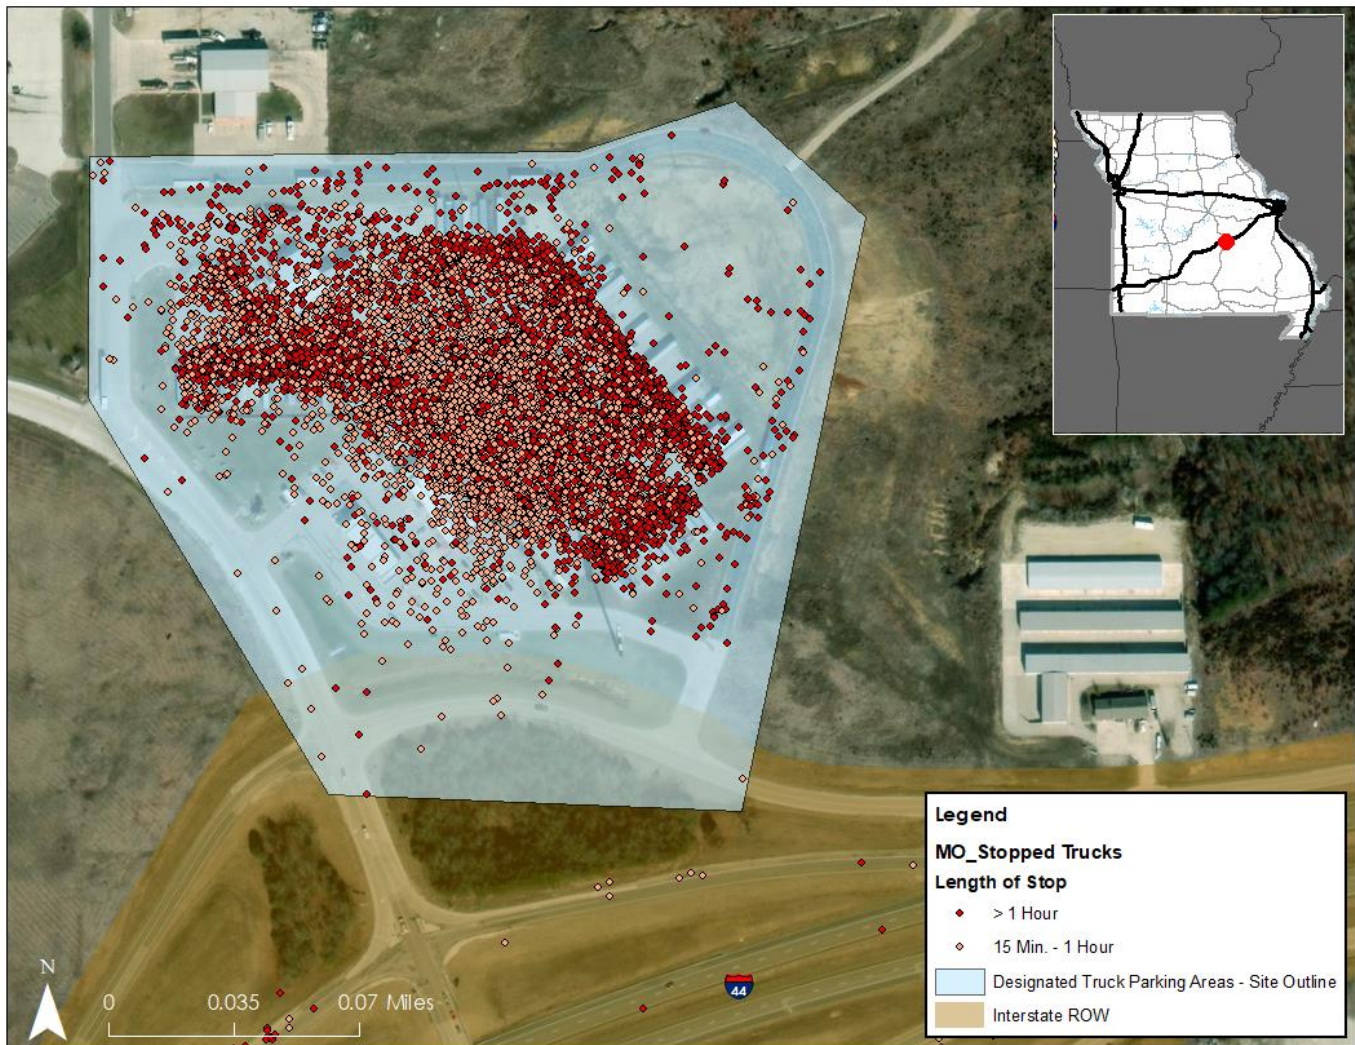 44
N
0 0.035 0.07 Miles
Legend
MO_Stopped Trucks
Length of Stop
> 1 Hour
15 Min. - 1 Hour
Designated Truck Parking Areas - Site Outline
Interstate ROW